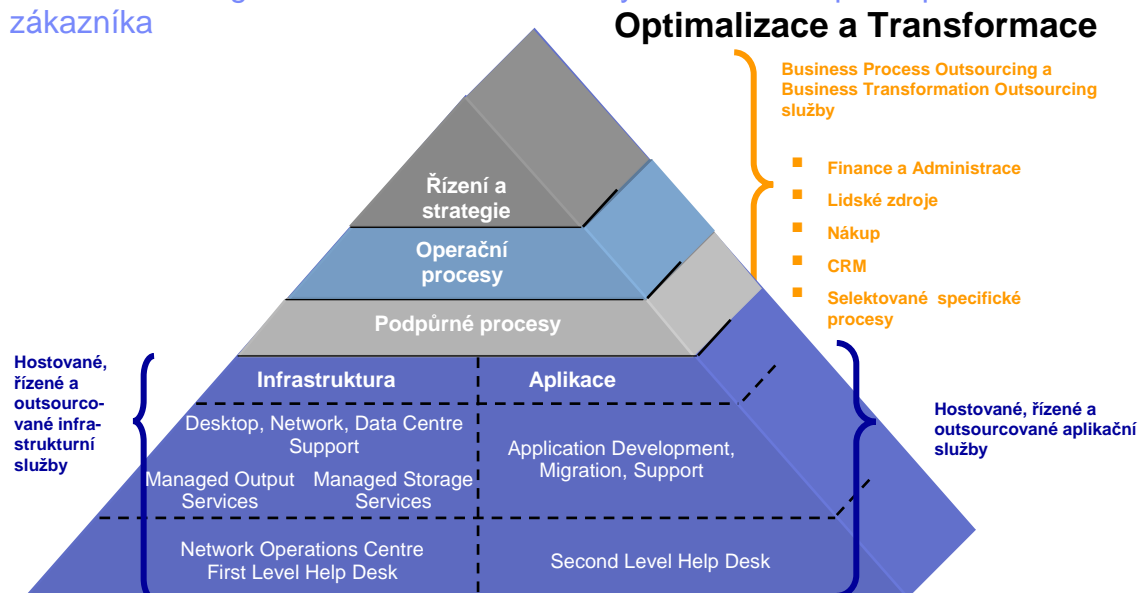 zákazníka
Optimalizace a Transformace
Business Process Outsourcing a
Business Transformation Outsourcing
služby
Finance a Administrace
Lidské zdroje
Nákup
CRM
Selektované specifické
procesy
Řízení a
strategie
Operační
procesy
Podpůrné procesy
Hostované,
řízené a
outsourco-
vané infra-
strukturní
služby
Infrastruktura
Aplikace
Desktop, Network, Data Centre
Support
Managed Output
Services
Managed Storage
Services
Application Development,
Migration, Support
Network Operations Centre
First Level Help Desk
Second Level Help Desk
Hostované, řízené a
outsourcované aplikační
služby